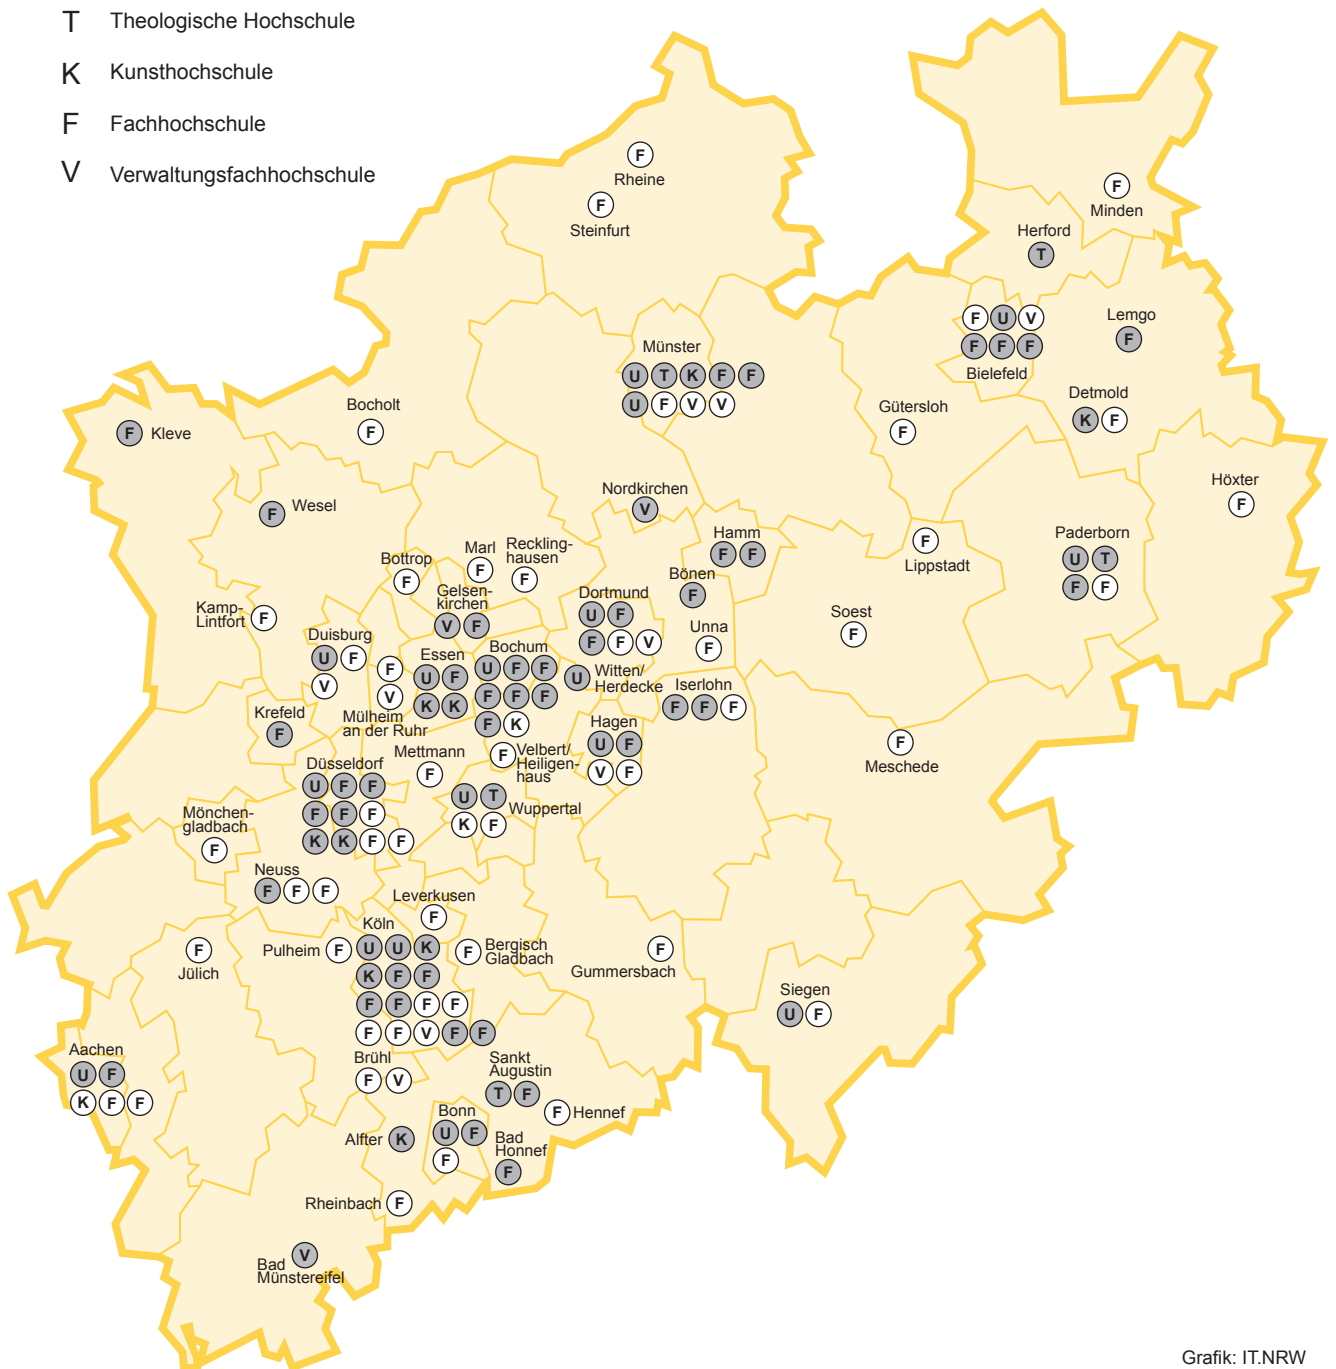 T Theologische Hochschule
K Kunsthochschule
F Fachhochschule
V Verwaltungsfachhochschule
F
Rheine
F
Steinfurt
F
Minden
Herford
T
F U V
F F F
Bielefeld
Lemgo
F
Münster
U T K F F
U F V V
Detmold
K F
Bocholt
F
Gütersloh
F
F Kleve
Höxter
F
Wesel
F
Nordkirchen
V
Hamm
F F
F
Lippstadt
Paderborn
U T
F F
Marl
F
Reckling-
hausen
F
Bottrop
F
Gelsen-
kirchen
V F
Bönen
F
Dortmund
U F
F F V
Kamp-
Lintfort
F
Soest
F
Unna
F
Duisburg
U F
V
F
V
Mülheim
an der Ruhr
Essen
U F
K K
Bochum
U F F
F F F
F K
U
Witten/
Herdecke
Iserlohn
F F F
Krefeld
F
Hagen
U F
V F
F
Meschede
F
Velbert/
Heiligen-
haus
Mettmann
F
Düsseldorf
U F F
F F F
K K F F
U T
K F
Wuppertal
Mönchen-
gladbach
F
Neuss
F F F
Leverkusen
F
Köln
U U K
K F F
F F F F
F F V F F
Pulheim F
F
Bergisch
Gladbach
F
Jülich
F
Gummersbach
Siegen
U F
Aachen
U F
K F F
Brühl
F V
Sankt
Augustin
T F
F Hennef
Alfter K
Bonn
U F
F
Bad
Honnef
F
Rheinbach F
V
Bad
Münstereifel
Grafik: IT.NRW